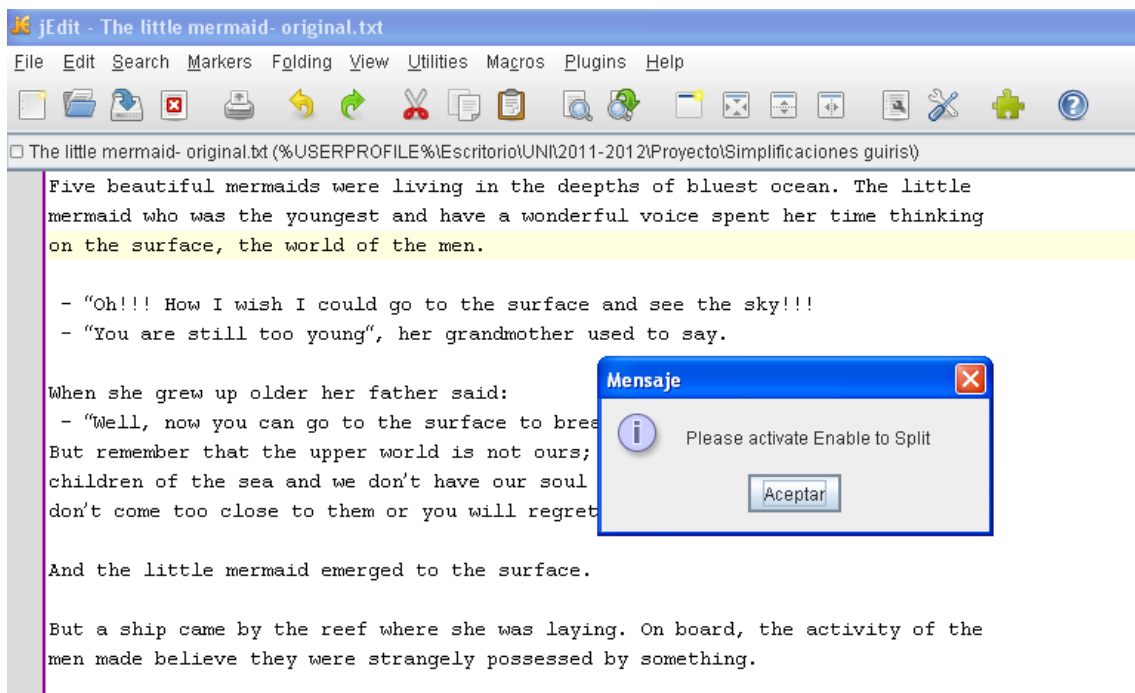 jEdit - The little mermaid- original.txt
File Edit Search Markers Folding View Utilities Macros Plugins Help
The little mermaid- original.txt (%USERPROFILE%\Escritorio\UNI\2011-2012\Proyecto\Simplificaciones guiris\)
Five beautiful mermaids were living in the deepths of bluest ocean. The little
mermaid who was the youngest and have a wonderful voice spent her time thinking
on the surface, the world of the men.
- "Oh!!! How I wish I could go to the surface and see the sky!!!
- "You are still too young", her grandmother used to say.
When she grew up older her father said:
- "Well, now you can go to the surface to brea
But remember that the upper world is not ours;
children of the sea and we don't have our soul
don't come too close to them or you will regret
Mensaje
Please activate Enable to Split
Aceptar
And the little mermaid emerged to the surface.
But a ship came by the reef where she was laying. On board, the activity of the
men made believe they were strangely possessed by something.